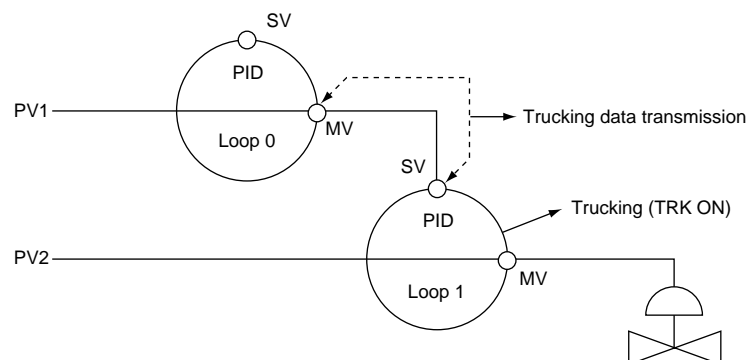 SV
PID
PV1
MV
Loop 0
Trucking data transmission
SV
PID
Trucking (TRK ON)
PV2
MV
Loop 1